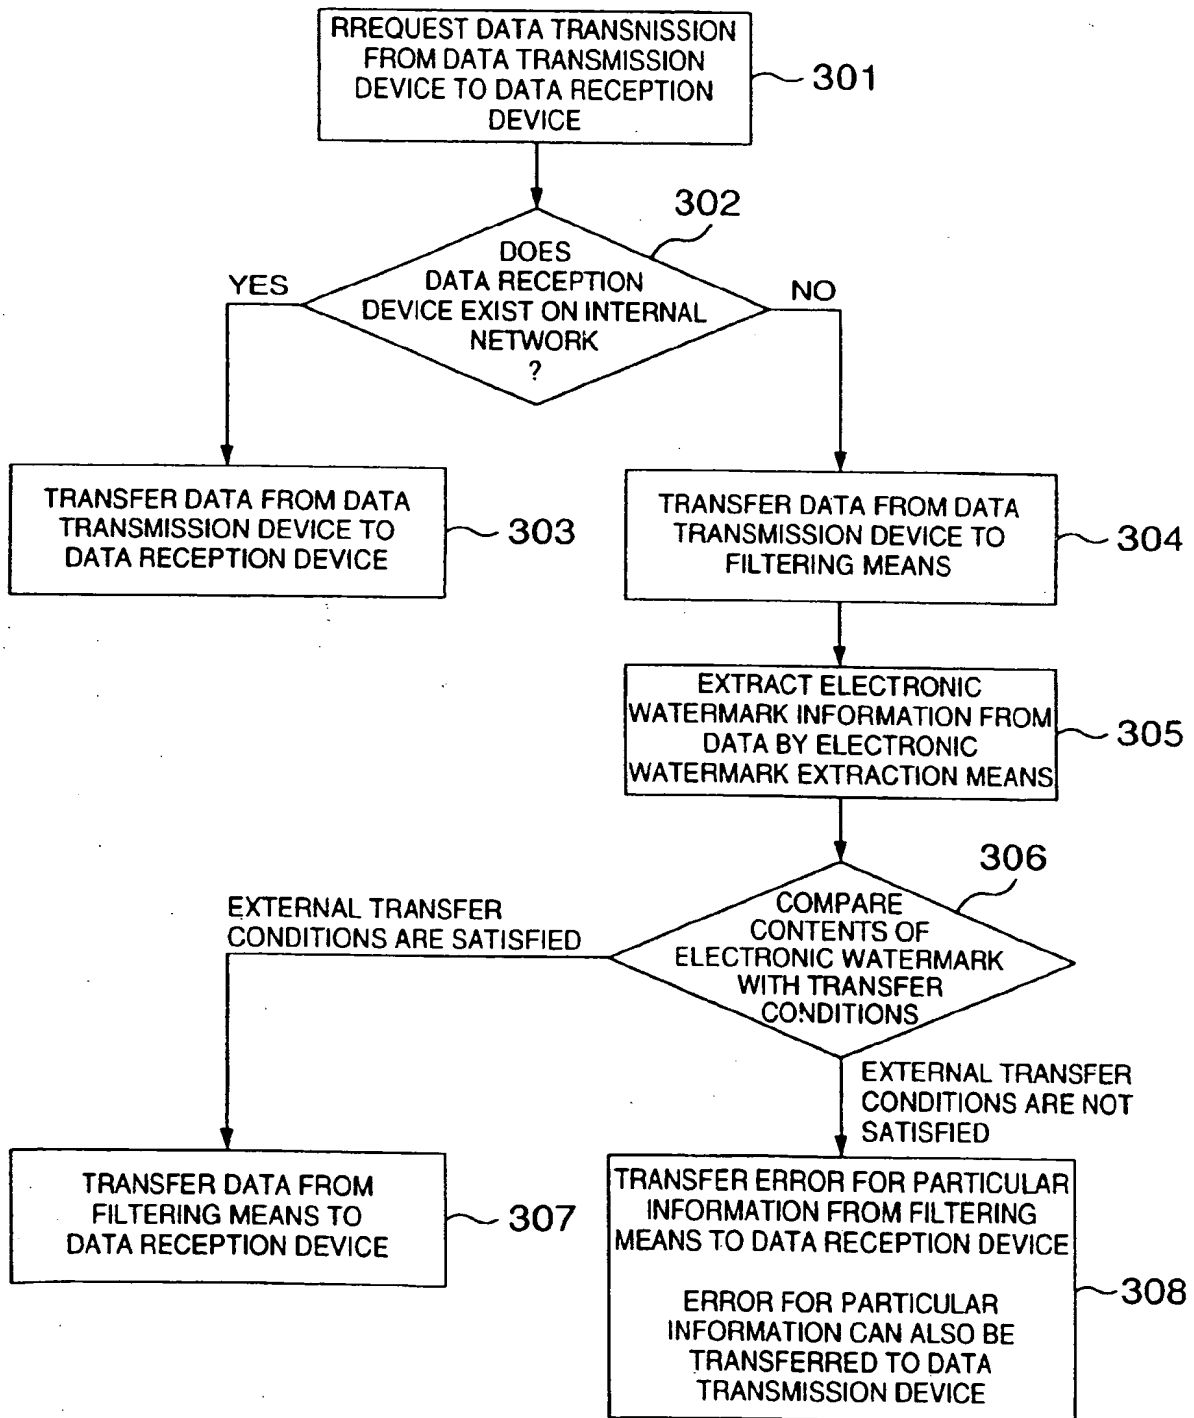 RREQUEST DATA TRANSNISSION
FROM DATA TRANSMISSION
DEVICE TO DATA RECEPTION
DEVICE
301
302
DOES
DATA RECEPTION
DEVICE EXIST ON INTERNAL
NETWORK
?
YES
NO
TRANSFER DATA FROM DATA
TRANSMISSION DEVICE TO
DATA RECEPTION DEVICE
303
TRANSFER DATA FROM DATA
TRANSMISSION DEVICE TO
FILTERING MEANS
304
EXTRACT ELECTRONIC
WATERMARK INFORMATION FROM
DATA BY ELECTRONIC
WATERMARK EXTRACTION MEANS
305
306
COMPARE
CONTENTS OF
ELECTRONIC WATERMARK
WITH TRANSFER
CONDITIONS
EXTERNAL TRANSFER
CONDITIONS ARE SATISFIED
EXTERNAL TRANSFER
CONDITIONS ARE NOT
SATISFIED
TRANSFER DATA FROM
FILTERING MEANS TO
DATA RECEPTION DEVICE
307
TRANSFER ERROR FOR PARTICULAR
INFORMATION FROM FILTERING
MEANS TO DATA RECEPTION DEVICE
ERROR FOR PARTICULAR
INFORMATION CAN ALSO BE
TRANSFERRED TO DATA
TRANSMISSION DEVICE
308